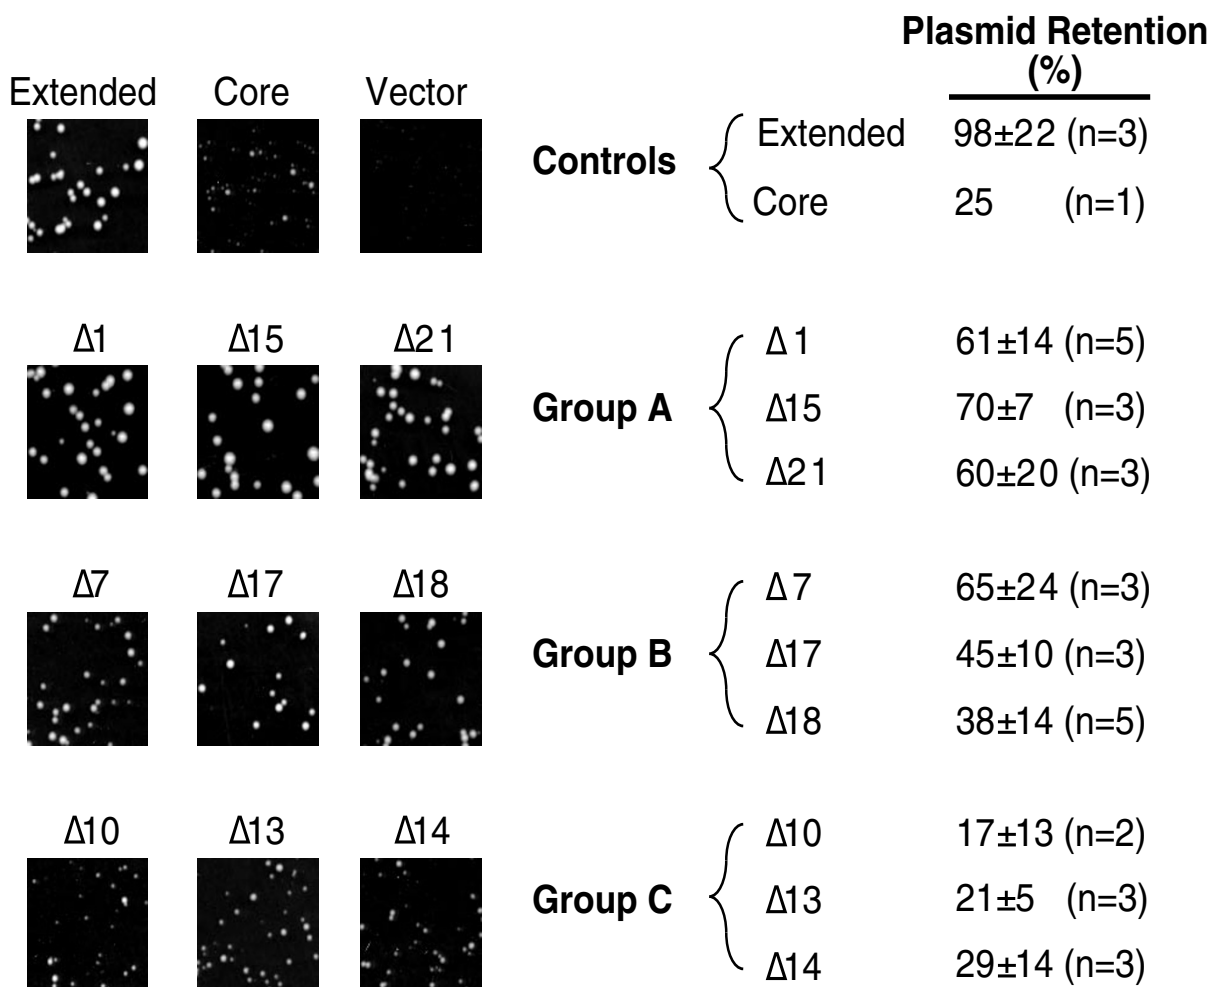 Plasmid Retention
(%)
Extended Core Vector
Controls
Extended 98±22 (n=3)
Core 25 (n=1)
Δ1 Δ15 Δ21
Group A
Δ1 61±14 (n=5)
Δ15 70±7 (n=3)
Δ21 60±20 (n=3)
Δ7 Δ17 Δ18
Group B
Δ7 65±24 (n=3)
Δ17 45±10 (n=3)
Δ18 38±14 (n=5)
Δ10 Δ13 Δ14
Group C
Δ10 17±13 (n=2)
Δ13 21±5 (n=3)
Δ14 29±14 (n=3)